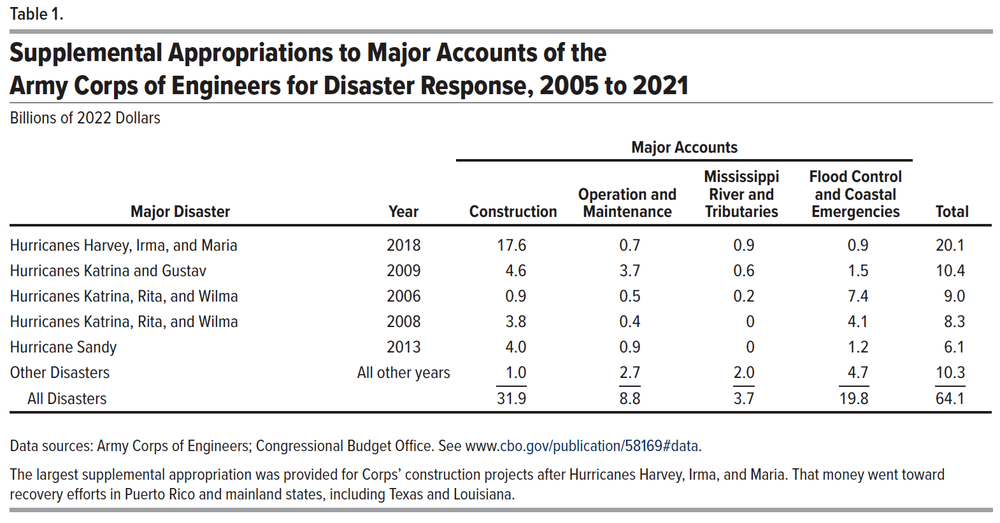 Table 1.
Supplemental Appropriations to Major Accounts of the
Army Corps of Engineers for Disaster Response, 2005 to 2021
Billions of 2022 Dollars
Major Accounts
Major Disaster Year Construction Operation and Maintenance Mississippi River and Tributaries Flood Control and Coastal Emergencies Total
Hurricanes Harvey, Irma, and Maria 2018 17.6 0.7 0.9 0.9 20.1
Hurricanes Katrina and Gustav 2009 4.6 3.7 0.6 1.5 10.4
Hurricanes Katrina, Rita, and Wilma 2006 0.9 0.5 0.2 7.4 9.0
Hurricanes Katrina, Rita, and Wilma 2008 3.8 0.4 0 4.1 8.3
Hurricane Sandy 2013 4.0 0.9 0 1.2 6.1
Other Disasters All other years 1.0 2.7 2.0 4.7 10.3
All Disasters 31.9 8.8 3.7 19.8 64.1
Data sources: Army Corps of Engineers; Congressional Budget Office. See www.cbo.gov/publication/58169#data.
The largest supplemental appropriation was provided for Corps’ construction projects after Hurricanes Harvey, Irma, and Maria. That money went toward
recovery efforts in Puerto Rico and mainland states, including Texas and Louisiana.